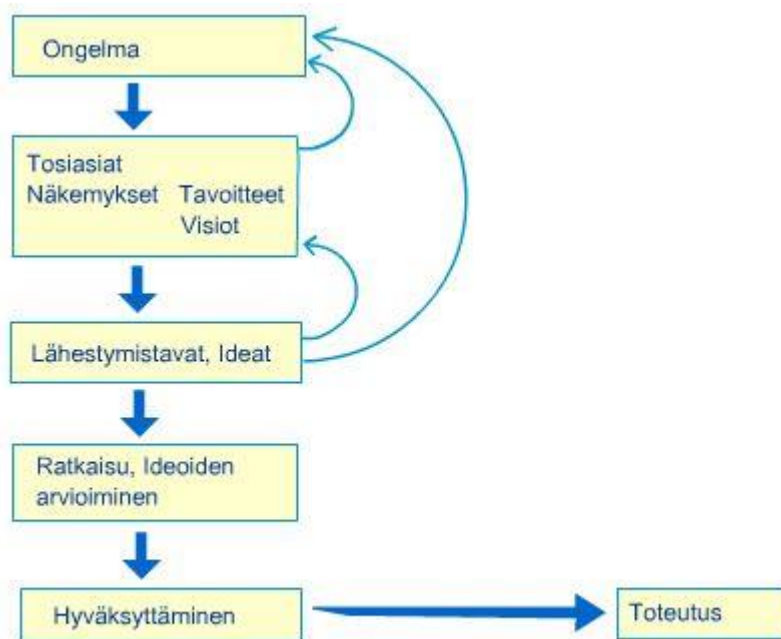 Ongelma
Tosiasiat
Näkemykset Tavoitteet
Visiot
Lähestymistavat, Ideat
Ratkaisu, Ideoiden
arvioiminen
Hyväksyttäminen
Toteutus